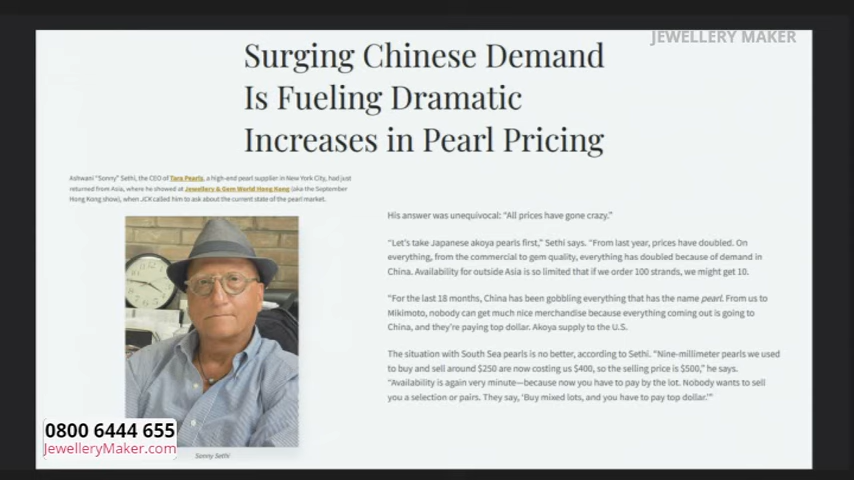 JEWELLERY MAKER
Surging Chinese Demand
Is Fueling Dramatic
Increases in Pearl Pricing
Ashwani "Sonny" Sethi, the CEO of Tara Pearls, a high-end pearl supplier in New York City, had just
returned from Asia, where he showed at Jewellery & Gem World Hong Kong (aka the September
Hong Kong show), when JCK called him to ask about the current state of the pearl market.
His answer was unequivocal: "All prices have gone crazy."
"Let's take Japanese akoya pearls first," Sethi says. "From last year, prices have doubled. On
everything, from the commercial to gem quality, everything has doubled because of demand in
China. Availability for outside Asia is so limited that if we order 100 strands, we might get 10.
"For the last 18 months, China has been gobbling everything that has the name pearl. From us to
Mikimoto, nobody can get much nice merchandise because everything coming out is going to
China, and they're paying top dollar. Akoya supply to the U.S.
The situation with South Sea pearls is no better, according to Sethi. "Nine-millimeter pearls we used
to buy and sell around $250 are now costing us $400, so the selling price is $500," he says.
"Availability is again very minute—because now you have to pay by the lot. Nobody wants to sell
you a selection or pairs. They say, 'Buy mixed lots, and you have to pay top dollar.'"
0800 6444 655
JewelleryMaker.com
Sonny Sethi